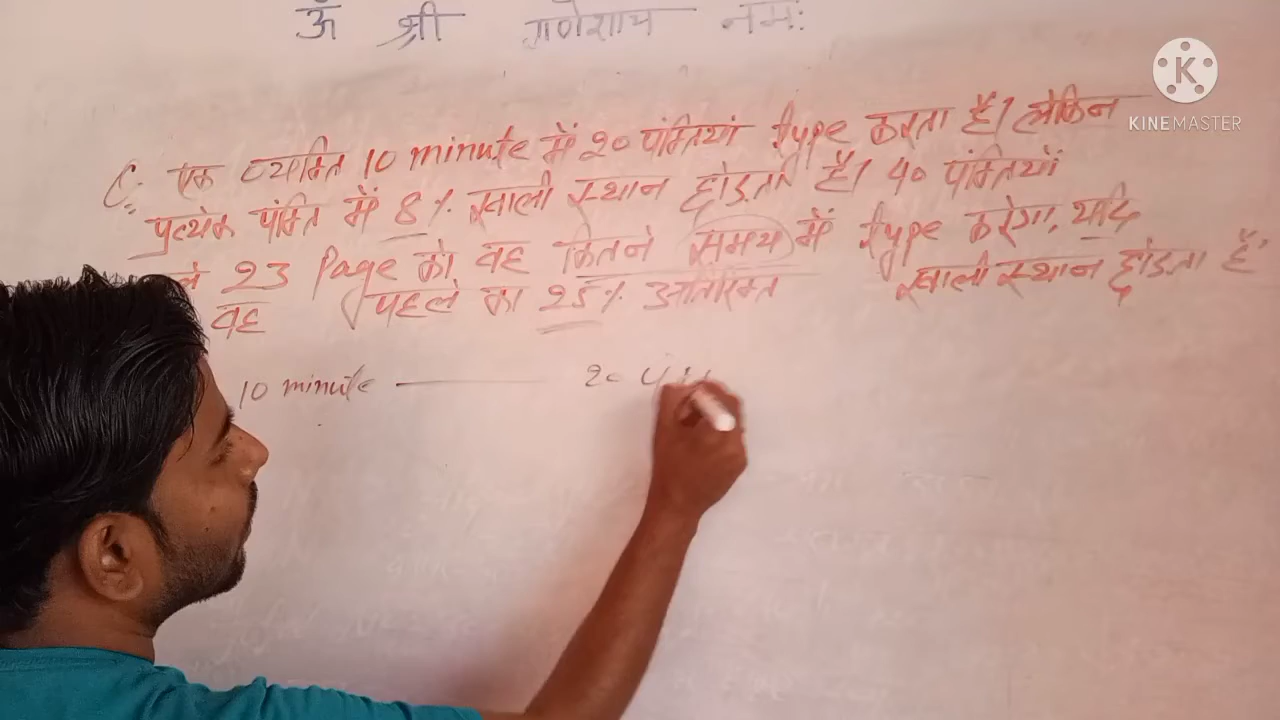 ॐ श्री गणेशाय नमः
KINEMASTER
Q. एक व्यक्ति 10 minute में 20 पंक्तियां type करता है। लेकिन
प्रत्येक पंक्ति में 8% खाली स्थान छोड़ता है। 40 पंक्तियों
23 Page को वह कितने समय में type करेगा, यदि
वह पहले का 25% अतिरिक्त खाली स्थान छोड़ता है
10 minute — 20